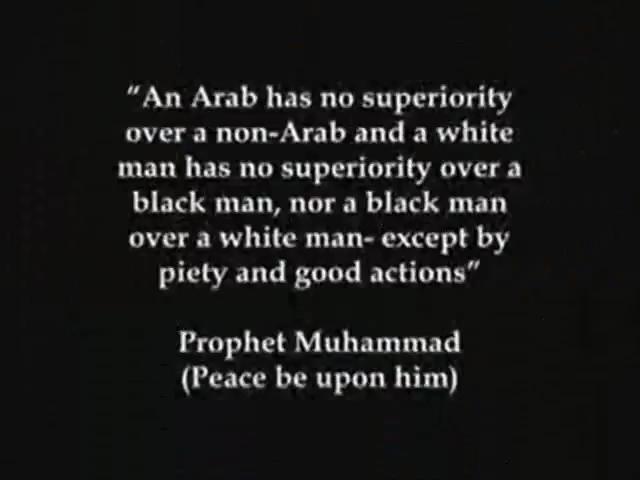 “An Arab has no superiority
over a non-Arab and a white
man has no superiority over a
black man, nor a black man
over a white man- except by
piety and good actions”
Prophet Muhammad
(Peace be upon him)